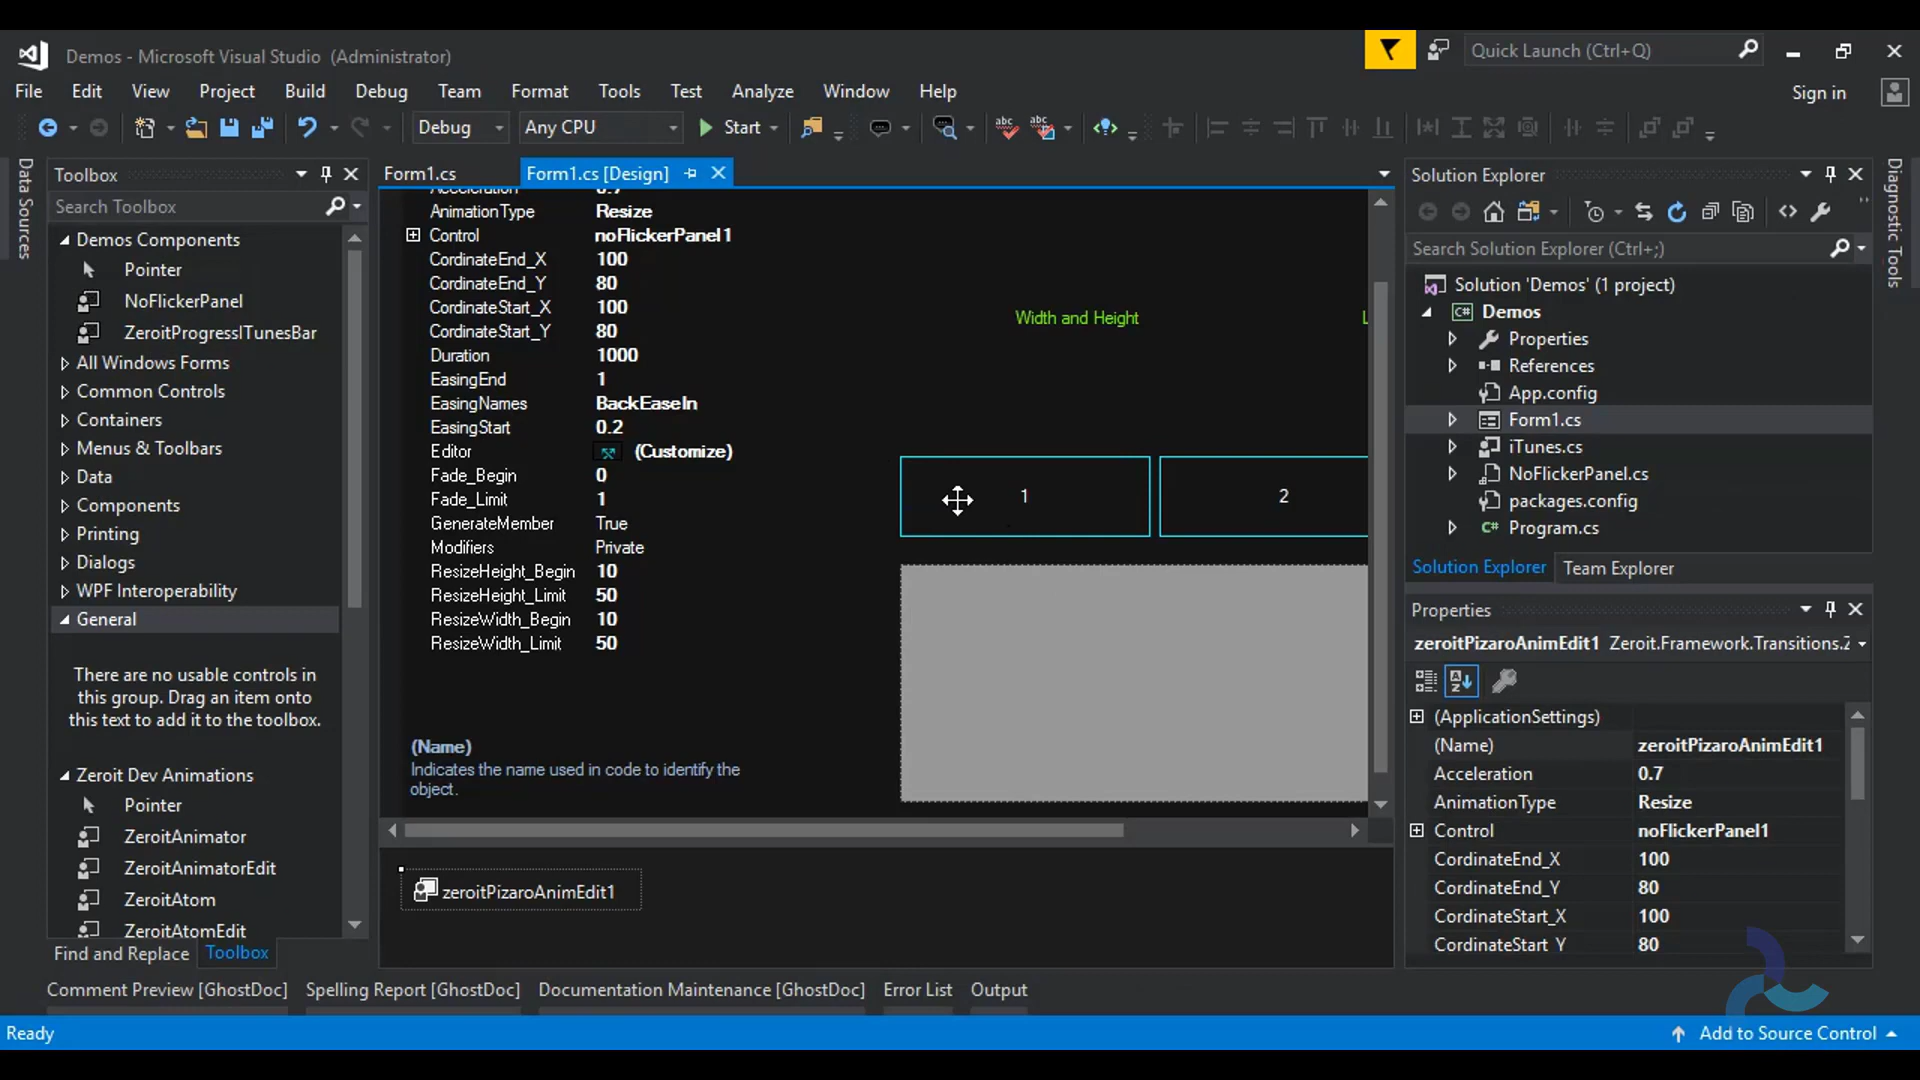 Demos - Microsoft Visual Studio (Administrator)
Quick Launch (Ctrl+Q)
File Edit View Project Build Debug Team Format Tools Test Analyze Window Help
Sign in
Debug Any CPU Start
Data Sources
Toolbox
Search Toolbox
Demos Components
Pointer
NoFlickerPanel
ZeroitProgressITunesBar
All Windows Forms
Common Controls
Containers
Menus & Toolbars
Data
Components
Printing
Dialogs
WPF Interoperability
General
There are no usable controls in
this group. Drag an item onto
this text to add it to the toolbox.
Zeroit Dev Animations
Pointer
ZeroitAnimator
ZeroitAnimatorEdit
ZeroitAtom
ZeroitAtomEdit
Find and Replace Toolbox
Form1.cs Form1.cs [Design]
Acceleration 0.7
AnimationType Resize
Control noFlickerPanel1
CordinateEnd_X 100
CordinateEnd_Y 80
CordinateStart_X 100
CordinateStart_Y 80
Duration 1000
EasingEnd 1
EasingNames BackEaseIn
EasingStart 0.2
Editor (Customize)
Fade_Begin 0
Fade_Limit 1
GenerateMember True
Modifiers Private
ResizeHeight_Begin 10
ResizeHeight_Limit 50
ResizeWidth_Begin 10
ResizeWidth_Limit 50
(Name)
Indicates the name used in code to identify the
object.
Width and Height
1
2
zeroitPizaroAnimEdit1
Solution Explorer
Search Solution Explorer (Ctrl+;)
Solution 'Demos' (1 project)
Demos
Properties
References
App.config
Form1.cs
iTunes.cs
NoFlickerPanel.cs
packages.config
Program.cs
Solution Explorer Team Explorer
Properties
zeroitPizaroAnimEdit1 Zeroit.Framework.Transitions.Z
(ApplicationSettings)
(Name) zeroitPizaroAnimEdit1
Acceleration 0.7
AnimationType Resize
Control noFlickerPanel1
CordinateEnd_X 100
CordinateEnd_Y 80
CordinateStart_X 100
CordinateStart_Y 80
Diagnostic Tools
Comment Preview [GhostDoc] Spelling Report [GhostDoc] Documentation Maintenance [GhostDoc] Error List Output
Ready
Add to Source Control